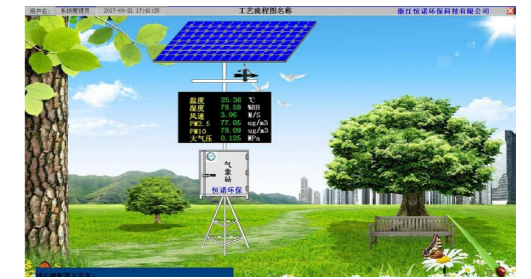 用户名: 系统管理员 2017-09-21 17:41:25 工艺流程图名称 浙江恒诺环保科技有限公司
温度 25.36 ℃
湿度 79.58 %RH
风速 3.96 M/S
PM2.5 77.05 ug/m3
PM10 79.09 ug/m3
大气压 0.125 MPa
气象站
恒诺环保